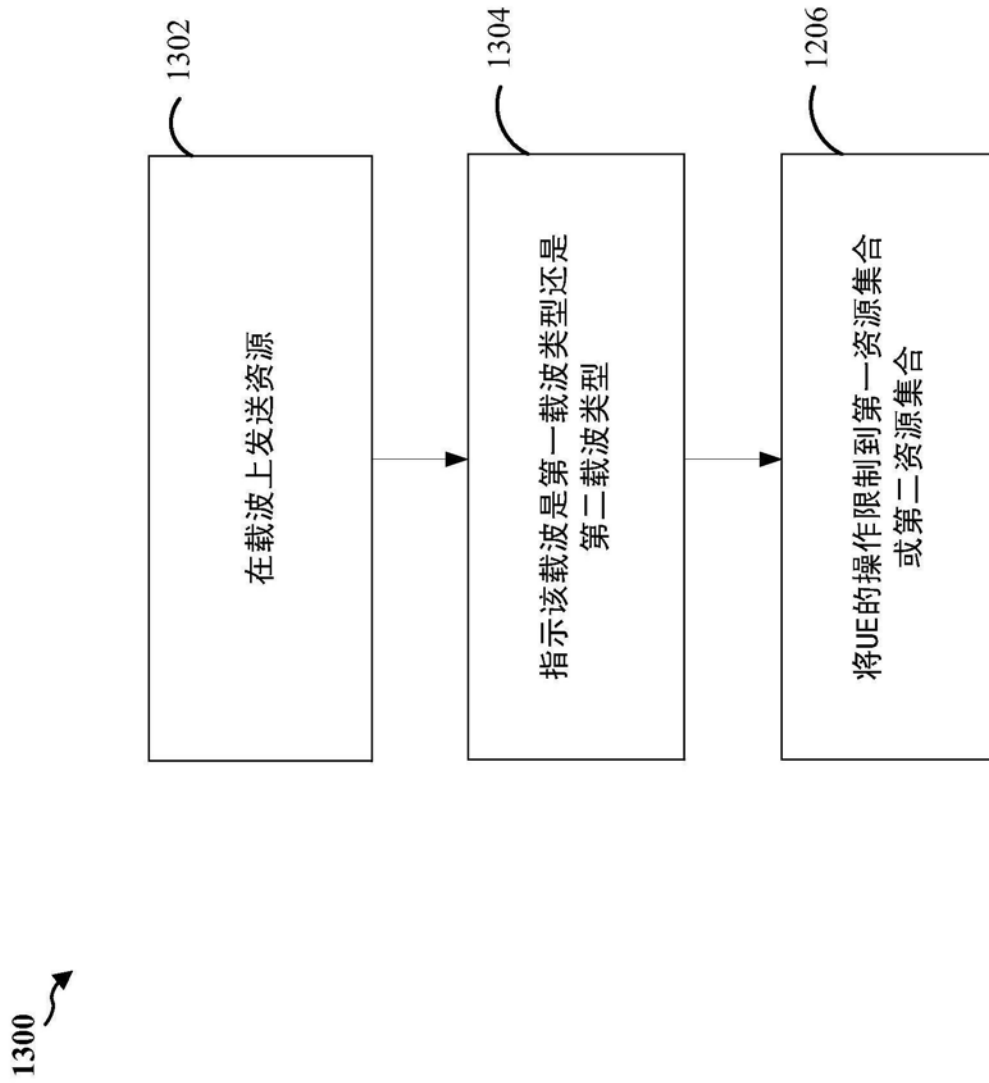 1300
1302
在载波上发送资源
1304
指示该载波是第一载波类型还是
第二载波类型
1206
将UE的操作限制到第一资源集合
或第二资源集合